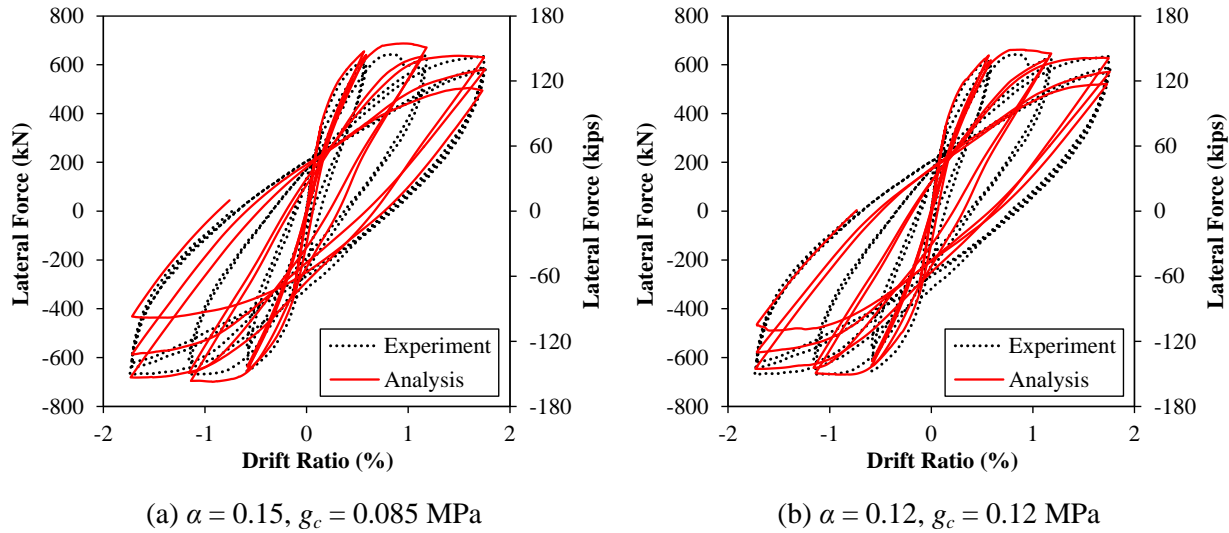 800
600
400
200
0
-200
-400
-600
-800
Lateral Force (kN)
180
120
60
0
-60
-120
-180
Lateral Force (kips)
Experiment
Analysis
-2 -1 0 1 2
Drift Ratio (%)
(a) α = 0.15, g_c = 0.085 MPa
800
600
400
200
0
-200
-400
-600
-800
Lateral Force (kN)
180
120
60
0
-60
-120
-180
Lateral Force (kips)
Experiment
Analysis
-2 -1 0 1 2
Drift Ratio (%)
(b) α = 0.12, g_c = 0.12 MPa